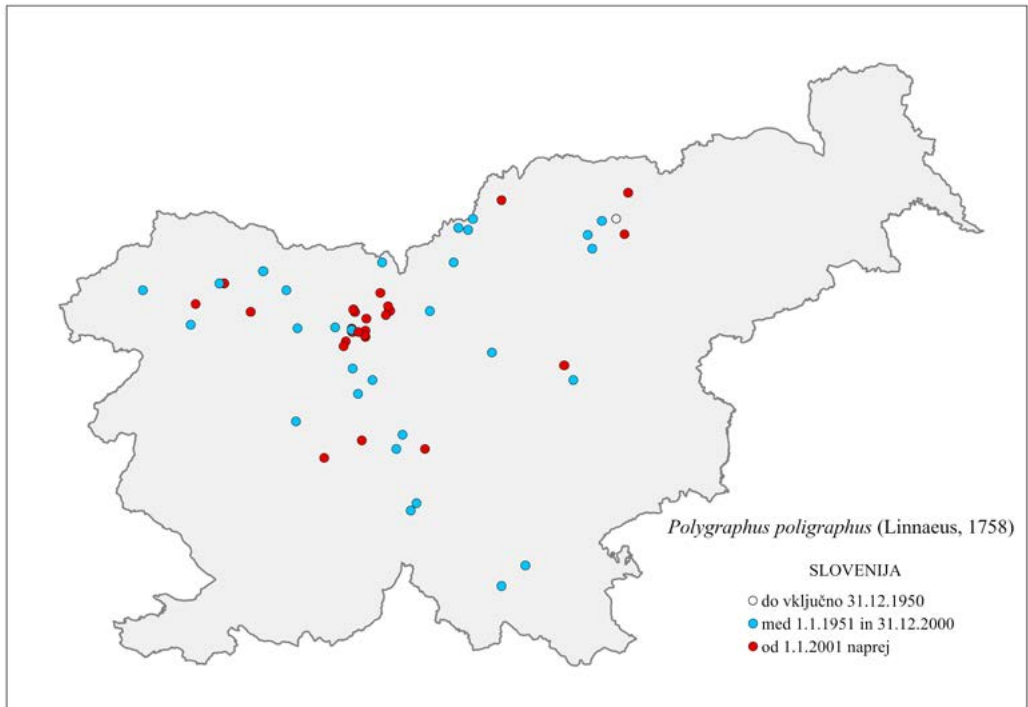 Polygraphus poligraphus (Linnaeus, 1758)
SLOVENIJA
do vključno 31.12.1950
med 1.1.1951 in 31.12.2000
od 1.1.2001 naprej